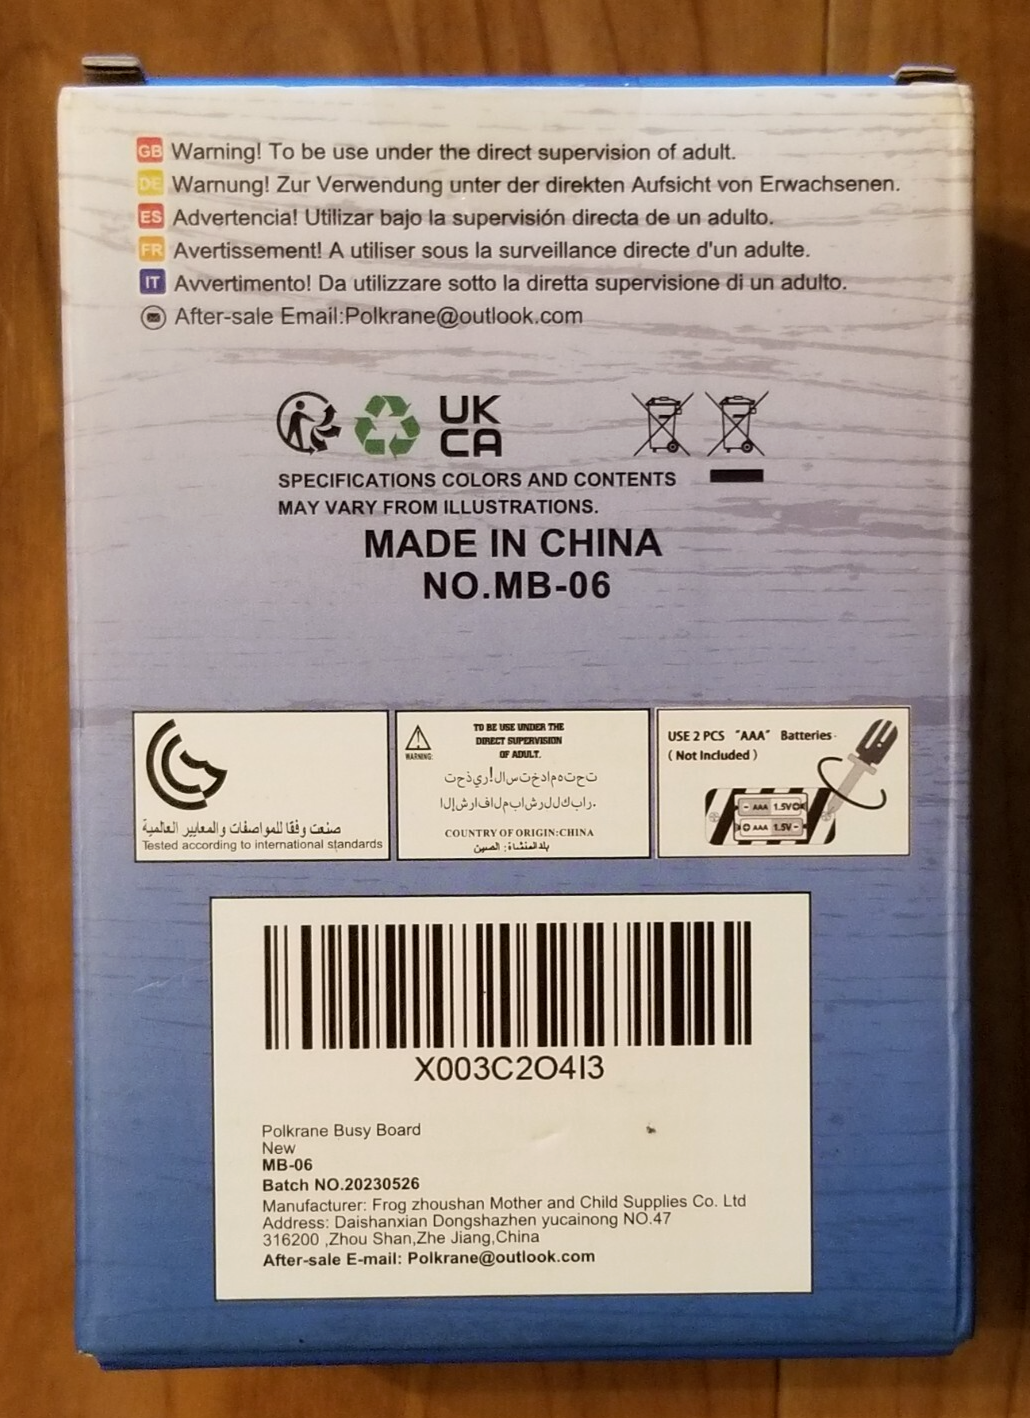 GB Warning! To be use under the direct supervision of adult.
DE Warnung! Zur Verwendung unter der direkten Aufsicht von Erwachsenen.
ES Advertencia! Utilizar bajo la supervisión directa de un adulto.
FR Avertissement! A utiliser sous la surveillance directe d'un adulte.
IT Avvertimento! Da utilizzare sotto la diretta supervisione di un adulto.
After-sale Email:Polkrane@outlook.com
UK
CA
SPECIFICATIONS COLORS AND CONTENTS
MAY VARY FROM ILLUSTRATIONS.
MADE IN CHINA
NO.MB-06
صنعت وفقا للمواصفات والمعايير العالمية
Tested according to international standards
WARNING:
TO BE USE UNDER THE
DIRECT SUPERVISION
OF ADULT.
COUNTRY OF ORIGIN:CHINA
بلدالمنشاة: الصين
USE 2 PCS "AAA" Batteries
( Not Included )
- AAA 1.5V
AAA 1.5V -
X003C2O4I3
Polkrane Busy Board
New
MB-06
Batch NO.20230526
Manufacturer: Frog zhoushan Mother and Child Supplies Co. Ltd
Address: Daishanxian Dongshazhen yucainong NO.47
316200 ,Zhou Shan,Zhe Jiang,China
After-sale E-mail: Polkrane@outlook.com